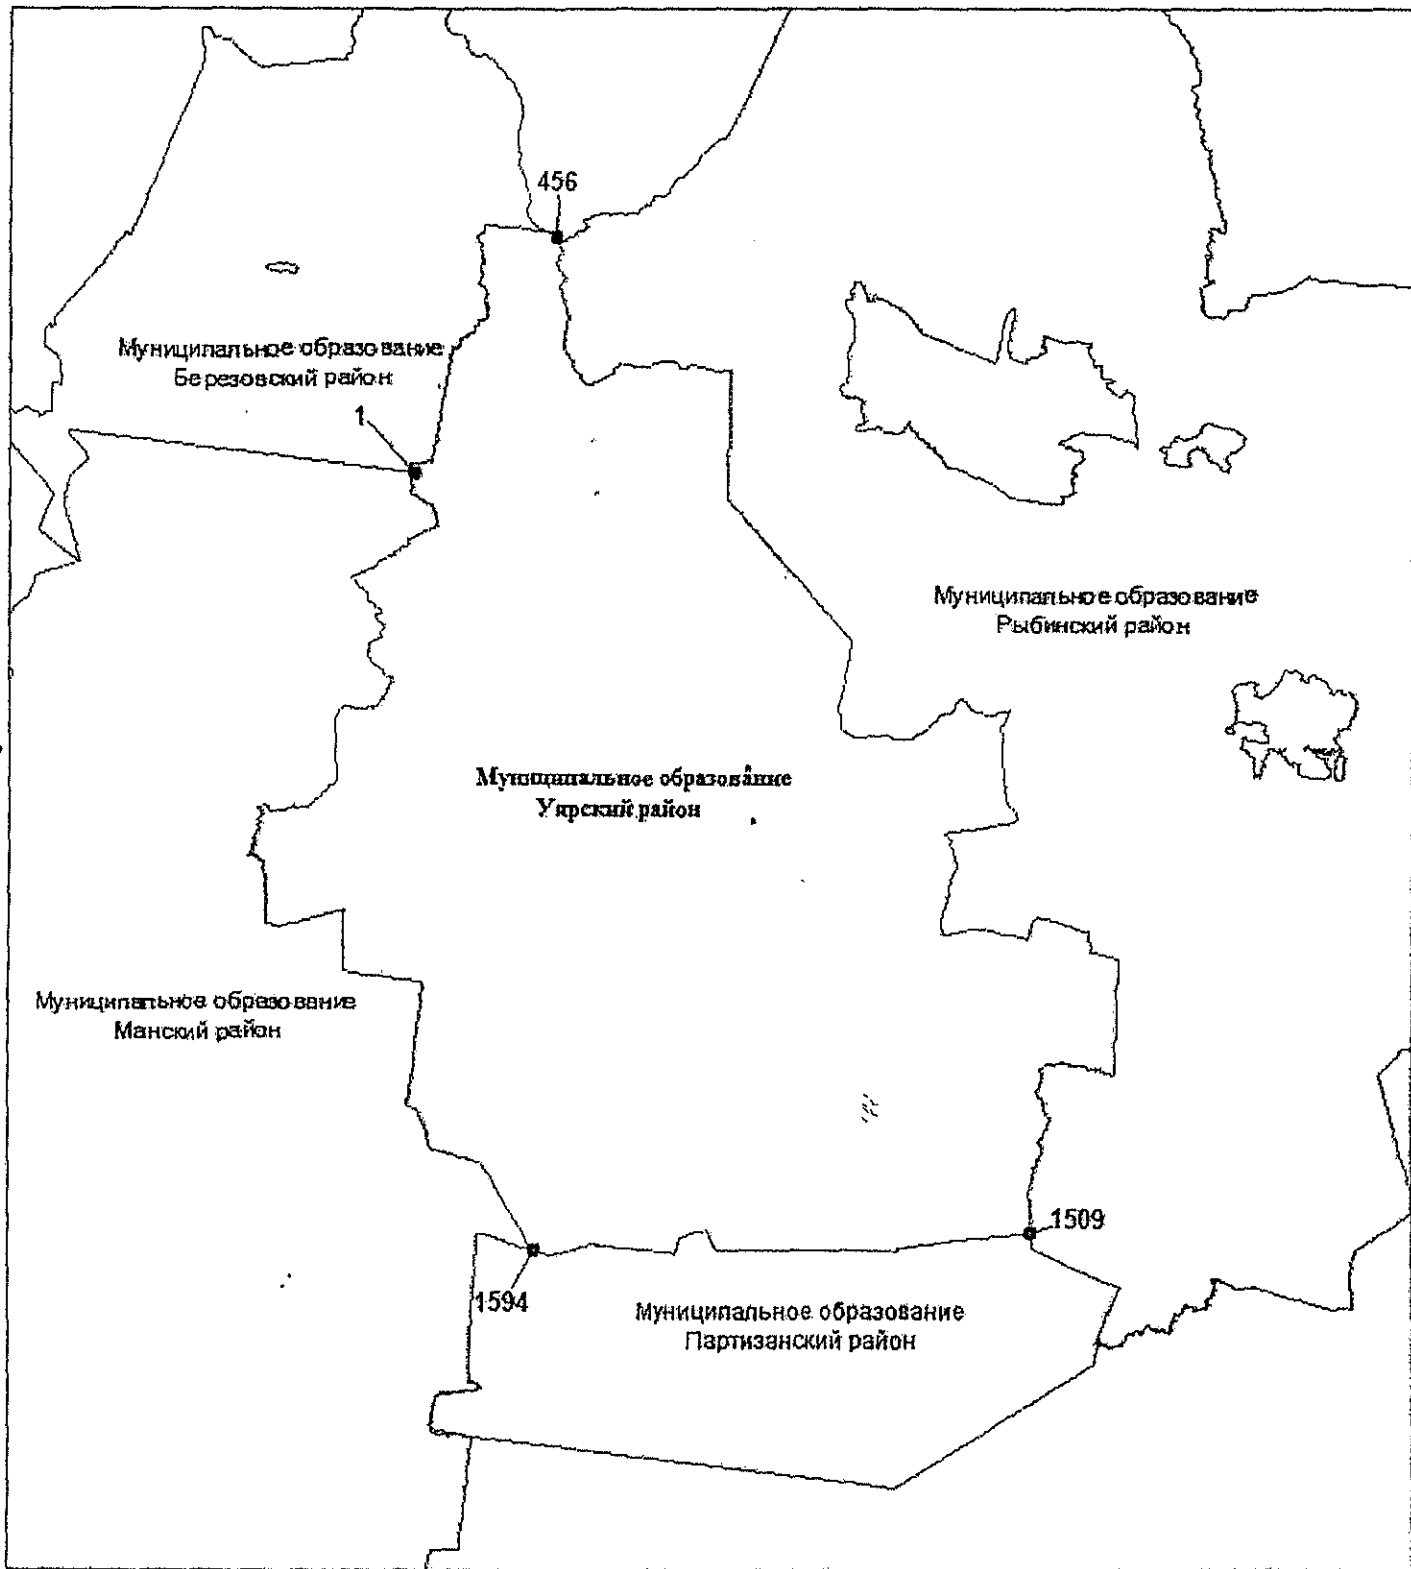 456
Муниципальное образование
Березовский район
1
Муниципальное образование
Рыбинский район
Муниципальное образование
Уярский район
Муниципальное образование
Манский район
1509
1594
Муниципальное образование
Партизанский район